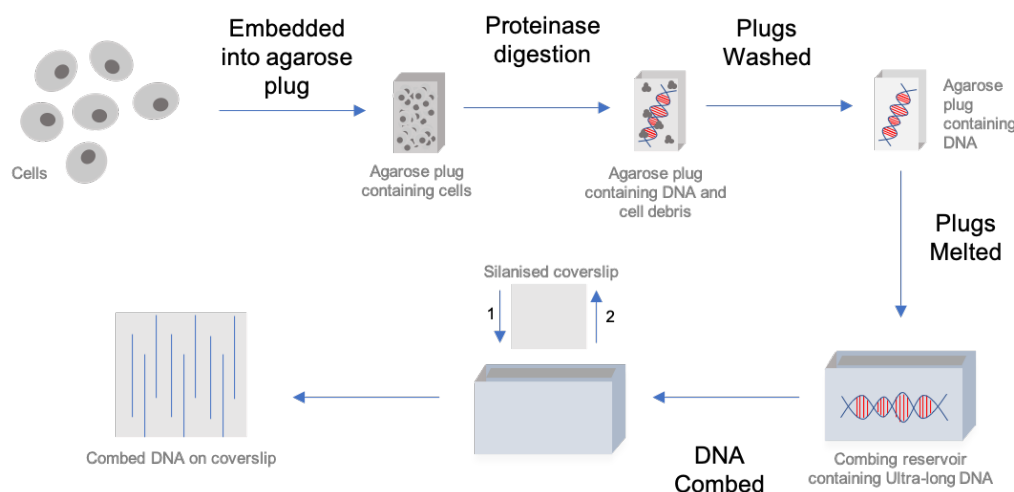 Embedded
into agarose
plug
Proteinase
digestion
Plugs
Washed
Cells
Agarose plug
containing cells
Agarose plug
containing DNA and
cell debris
Agarose
plug
containing
DNA
Plugs
Melted
Silanised coverslip
1
2
Combed DNA on coverslip
DNA
Combed
Combing reservoir
containing Ultra-long DNA